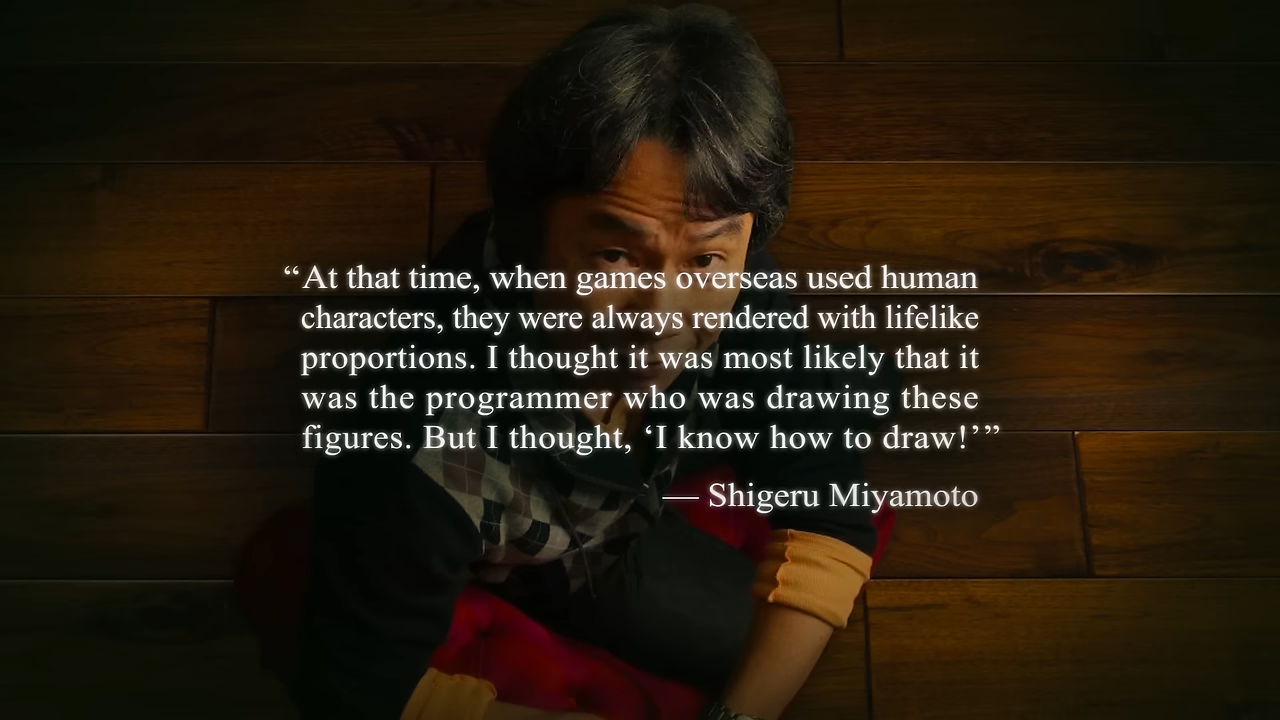 “At that time, when games overseas used human
characters, they were always rendered with lifelike
proportions. I thought it was most likely that it
was the programmer who was drawing these
figures. But I thought, ‘I know how to draw!’”
— Shigeru Miyamoto